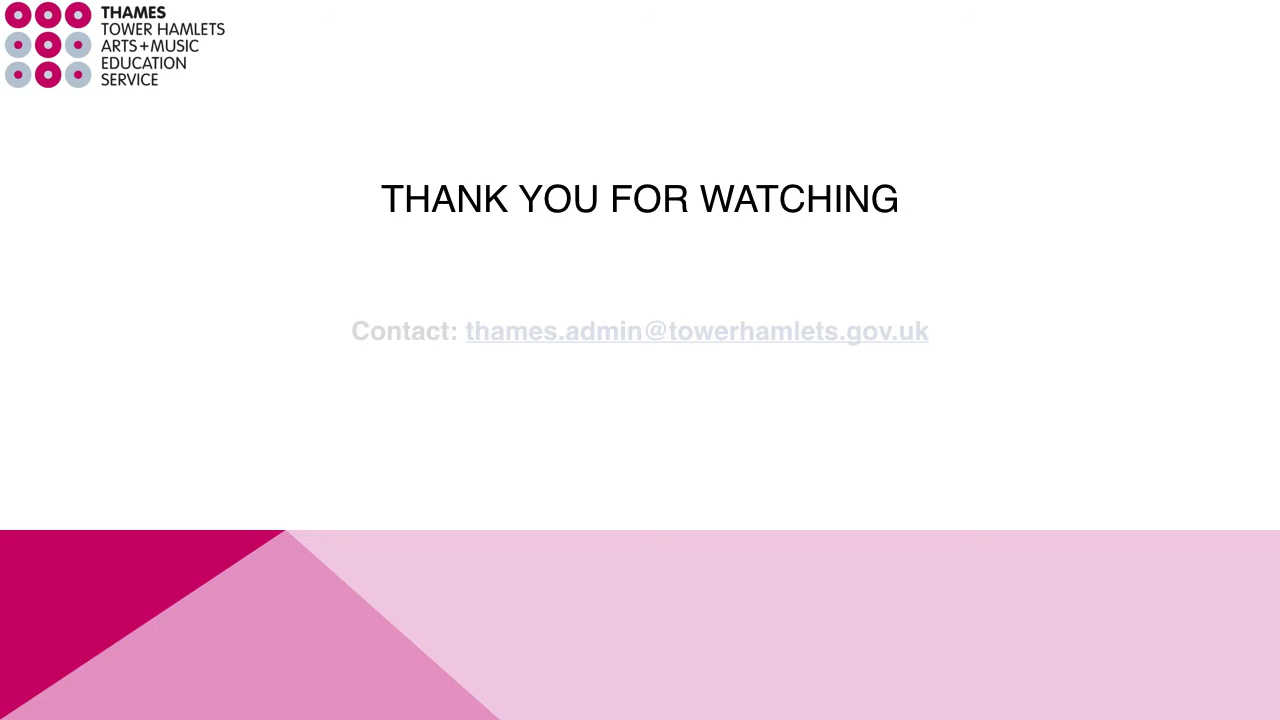 THAMES
TOWER HAMLETS
ARTS+MUSIC
EDUCATION
SERVICE
THANK YOU FOR WATCHING
Contact: thames.admin@towerhamlets.gov.uk